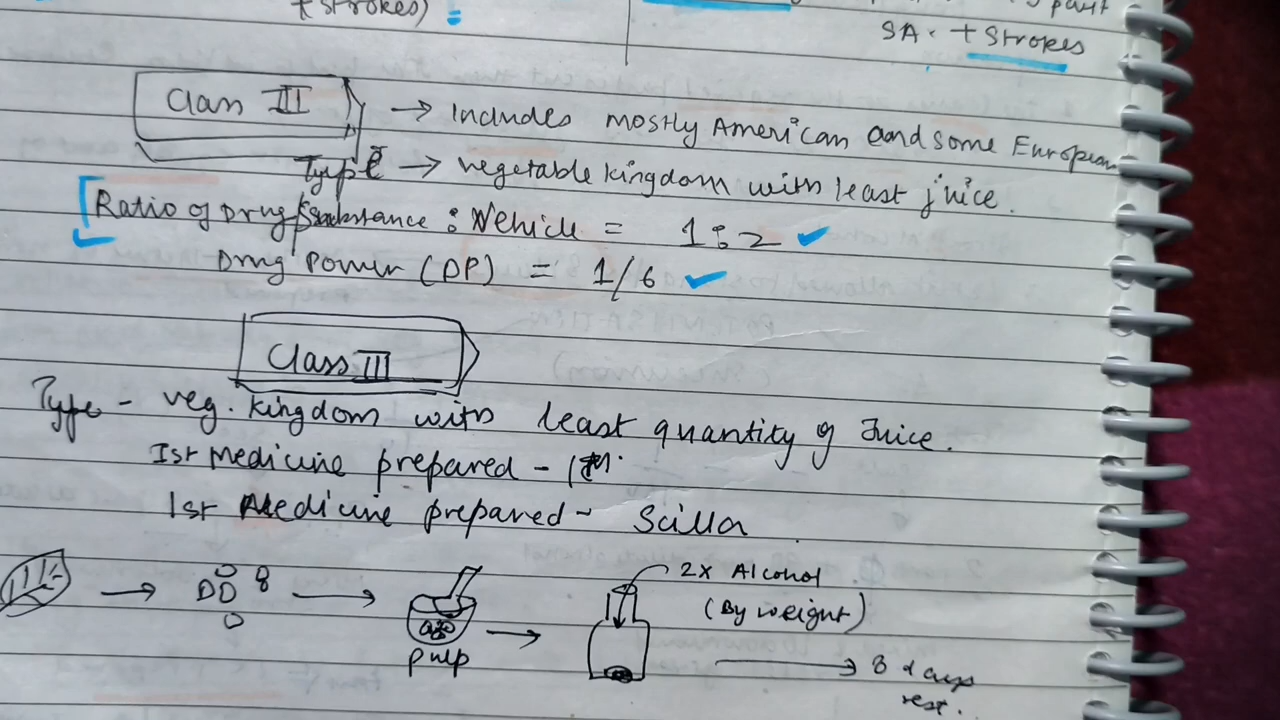 + strokes)
SA. + Strokes
Class III → Includes mostly American and some European
Type → vegetable kingdom with least juice.
Ratio of Drug substance : Vehicle = 1:2
Drug Power (DP) = 1/6
Class III
Type - veg. kingdom with least quantity of Juice.
Ist Medicine prepared -
1st Medicine prepared - Scilla
2x Alcohol
(By weight)
pulp
8 days
rest.